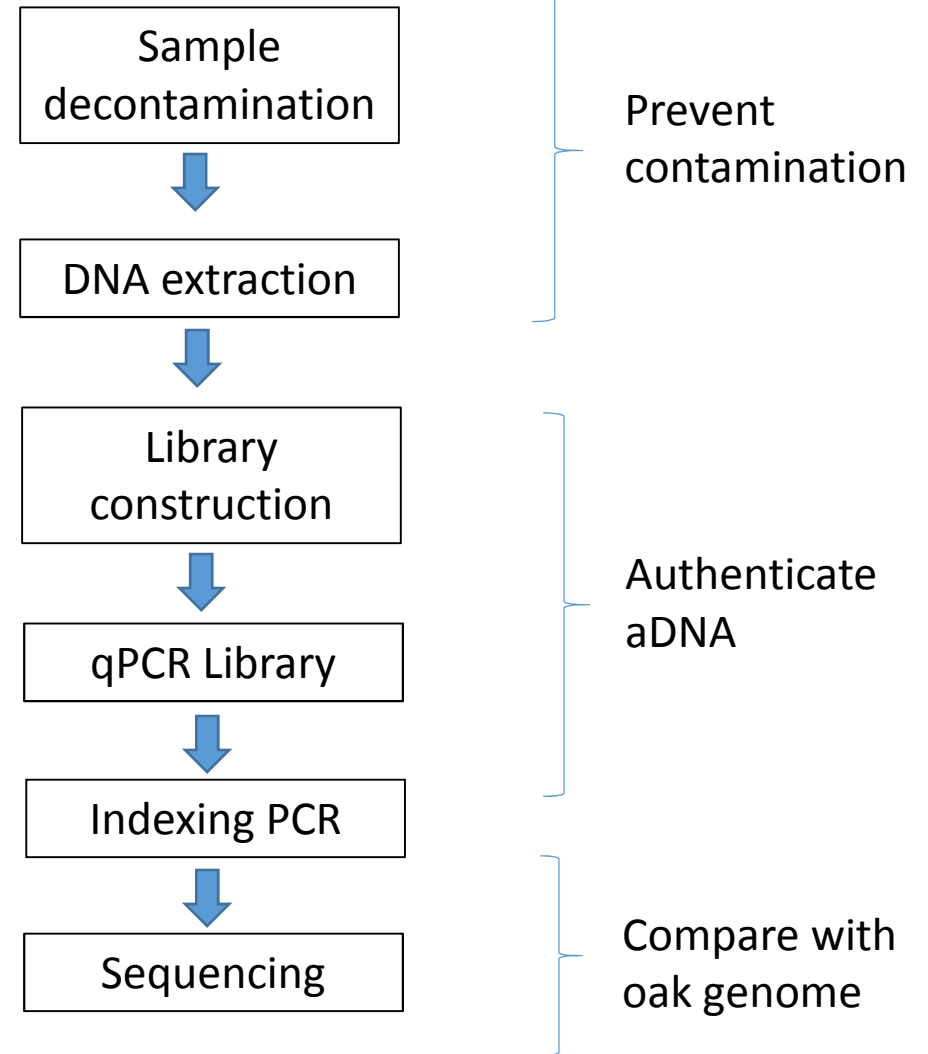 Sample
decontamination
Prevent
contamination
DNA extraction
Library
construction
Authenticate
aDNA
qPCR Library
Indexing PCR
Compare with
oak genome
Sequencing